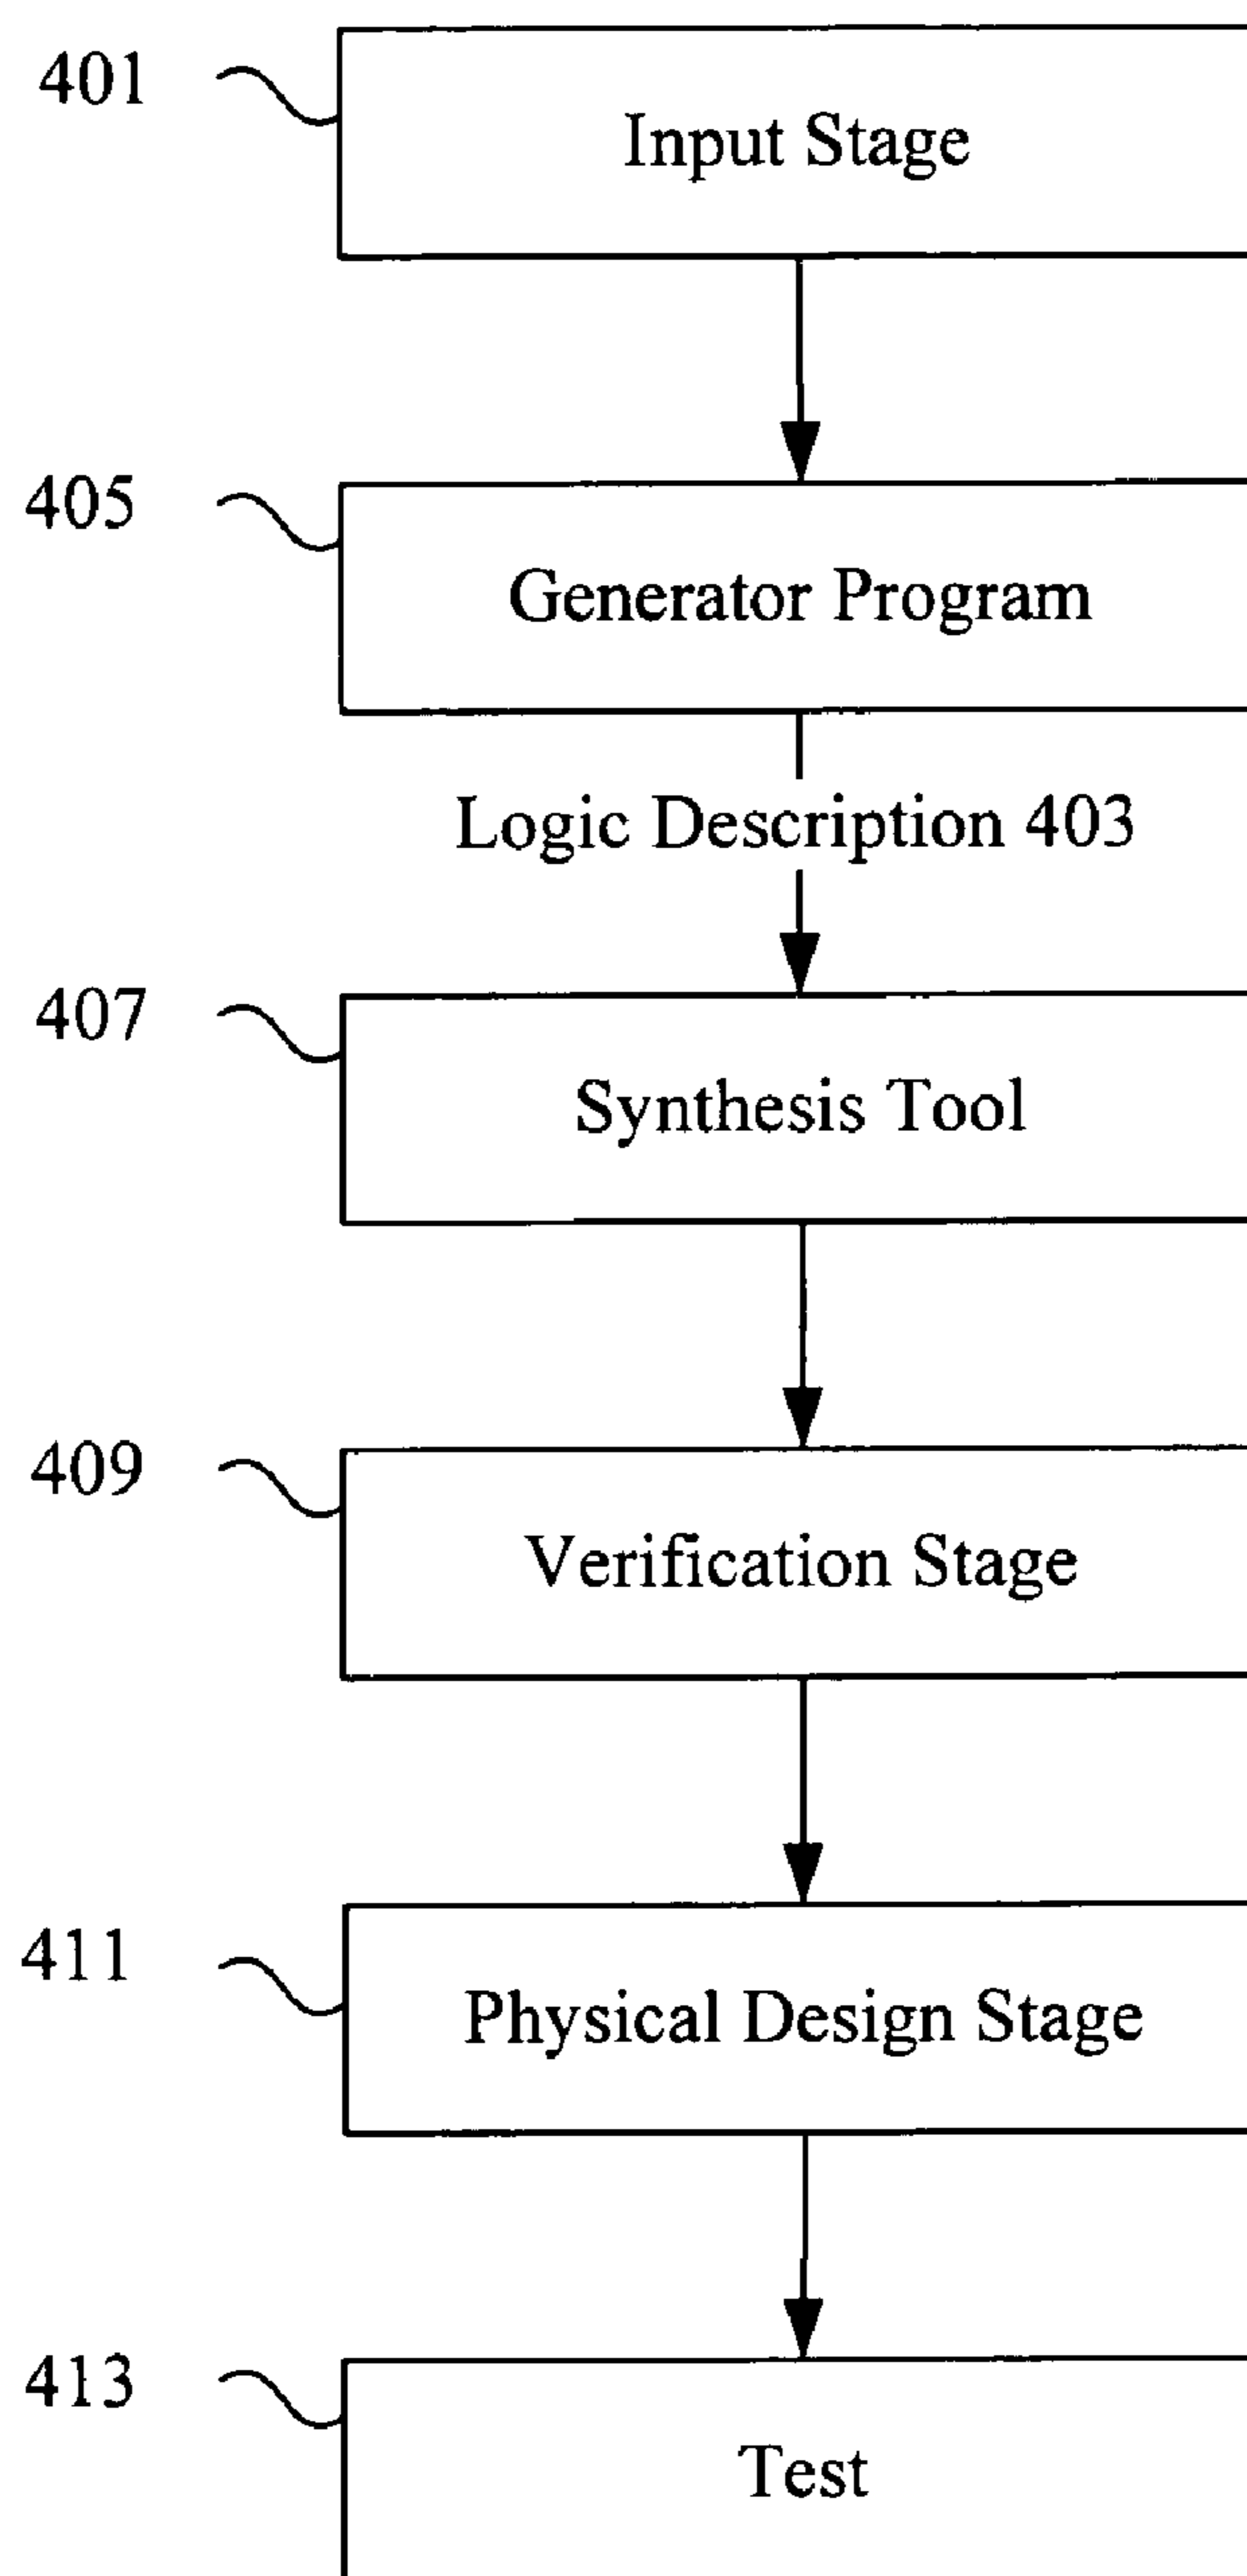 401
Input Stage
405
Generator Program
Logic Description 403
407
Synthesis Tool
409
Verification Stage
411
Physical Design Stage
413
Test